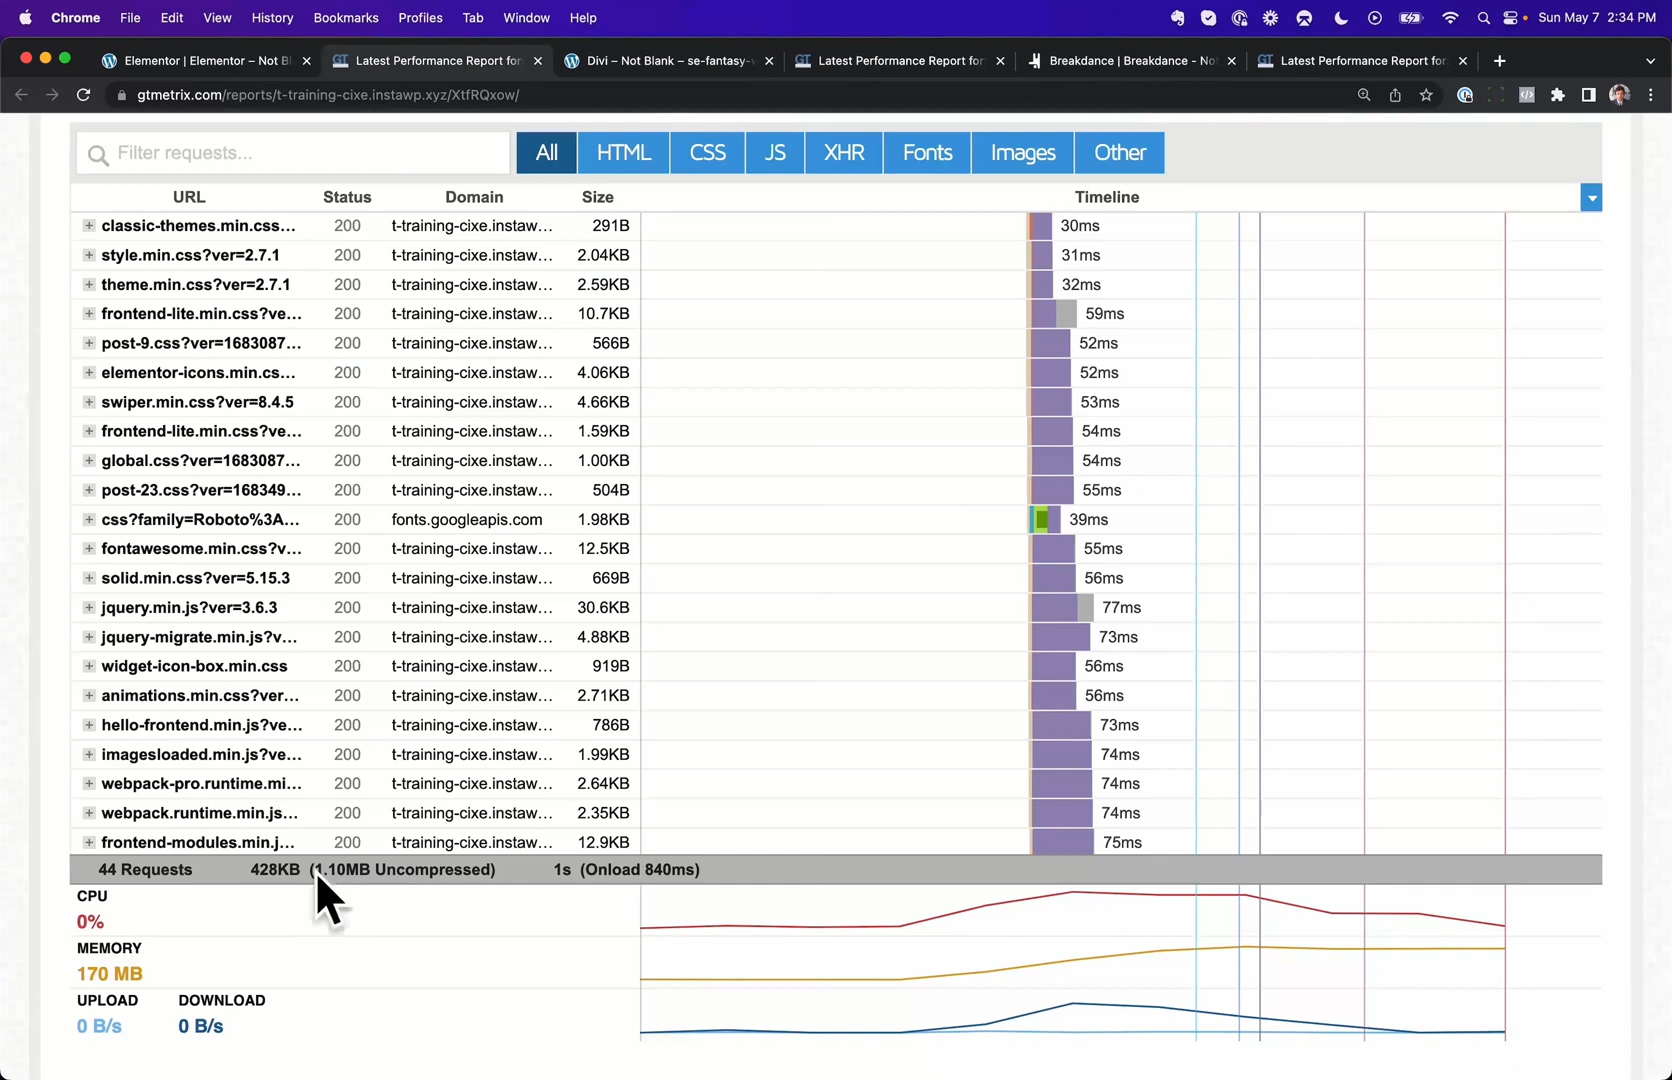 Chrome File Edit View History Bookmarks Profiles Tab Window Help Sun May 7 2:34 PM
Elementor | Elementor – Not Bl Latest Performance Report for: Divi – Not Blank – se-fantasy- Latest Performance Report for: Breakdance | Breakdance - No Latest Performance Report for:
gtmetrix.com/reports/t-training-cixe.instawp.xyz/XtfRQxow/
Filter requests... All HTML CSS JS XHR Fonts Images Other
URL Status Domain Size Timeline
classic-themes.min.css... 200 t-training-cixe.instaw... 291B 30ms
style.min.css?ver=2.7.1 200 t-training-cixe.instaw... 2.04KB 31ms
theme.min.css?ver=2.7.1 200 t-training-cixe.instaw... 2.59KB 32ms
frontend-lite.min.css?ve... 200 t-training-cixe.instaw... 10.7KB 59ms
post-9.css?ver=1683087... 200 t-training-cixe.instaw... 566B 52ms
elementor-icons.min.cs... 200 t-training-cixe.instaw... 4.06KB 52ms
swiper.min.css?ver=8.4.5 200 t-training-cixe.instaw... 4.66KB 53ms
frontend-lite.min.css?ve... 200 t-training-cixe.instaw... 1.59KB 54ms
global.css?ver=1683087... 200 t-training-cixe.instaw... 1.00KB 54ms
post-23.css?ver=168349... 200 t-training-cixe.instaw... 504B 55ms
css?family=Roboto%3A... 200 fonts.googleapis.com 1.98KB 39ms
fontawesome.min.css?v... 200 t-training-cixe.instaw... 12.5KB 55ms
solid.min.css?ver=5.15.3 200 t-training-cixe.instaw... 669B 56ms
jquery.min.js?ver=3.6.3 200 t-training-cixe.instaw... 30.6KB 77ms
jquery-migrate.min.js?v... 200 t-training-cixe.instaw... 4.88KB 73ms
widget-icon-box.min.css 200 t-training-cixe.instaw... 919B 56ms
animations.min.css?ver... 200 t-training-cixe.instaw... 2.71KB 56ms
hello-frontend.min.js?ve... 200 t-training-cixe.instaw... 786B 73ms
imagesloaded.min.js?ve... 200 t-training-cixe.instaw... 1.99KB 74ms
webpack-pro.runtime.mi... 200 t-training-cixe.instaw... 2.64KB 74ms
webpack.runtime.min.js... 200 t-training-cixe.instaw... 2.35KB 74ms
frontend-modules.min.j... 200 t-training-cixe.instaw... 12.9KB 75ms
44 Requests 428KB (1.10MB Uncompressed) 1s (Onload 840ms)
CPU
0%
MEMORY
170 MB
UPLOAD DOWNLOAD
0 B/s 0 B/s